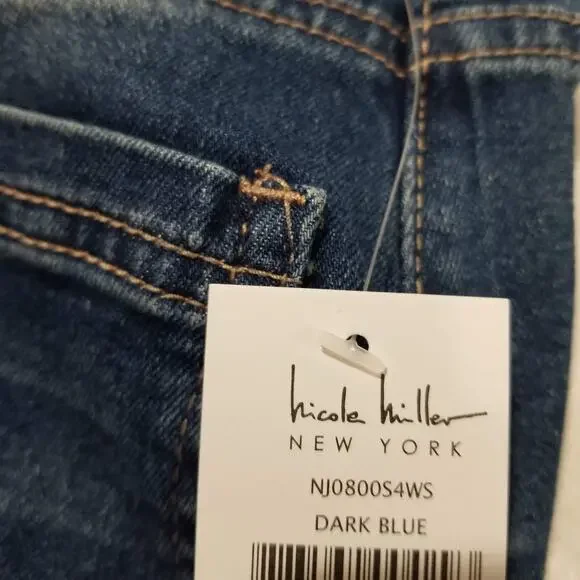 nicole miller
NEW YORK
NJ0800S4WS
DARK BLUE